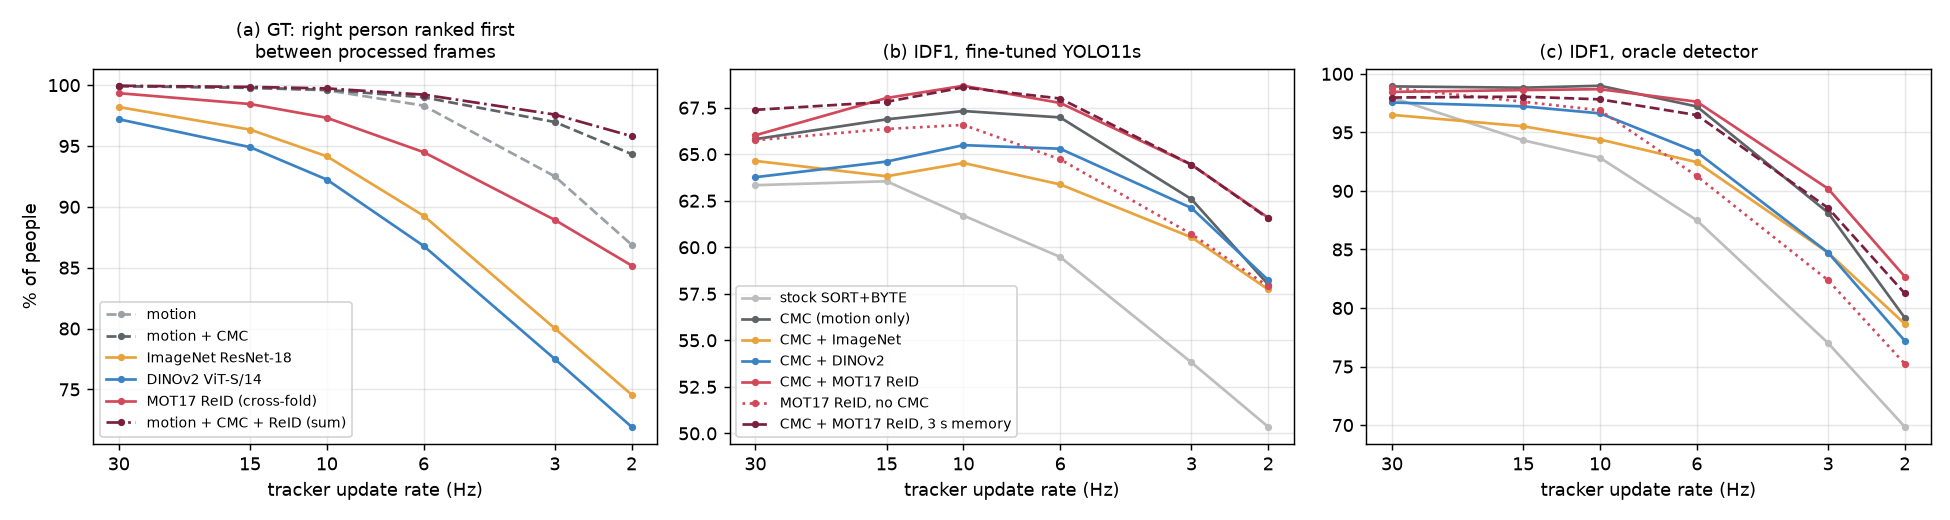 (a) GT: right person ranked first
between processed frames
% of people
100
95
90
85
80
75
motion
motion + CMC
ImageNet ResNet-18
DINOv2 ViT-S/14
MOT17 ReID (cross-fold)
motion + CMC + ReID (sum)
30 15 10 6 3 2
tracker update rate (Hz)
(b) IDF1, fine-tuned YOLO11s
67.5
65.0
62.5
60.0
57.5
55.0
52.5
50.0
stock SORT+BYTE
CMC (motion only)
CMC + ImageNet
CMC + DINOv2
CMC + MOT17 ReID
MOT17 ReID, no CMC
CMC + MOT17 ReID, 3 s memory
30 15 10 6 3 2
tracker update rate (Hz)
(c) IDF1, oracle detector
100
95
90
85
80
75
70
30 15 10 6 3 2
tracker update rate (Hz)